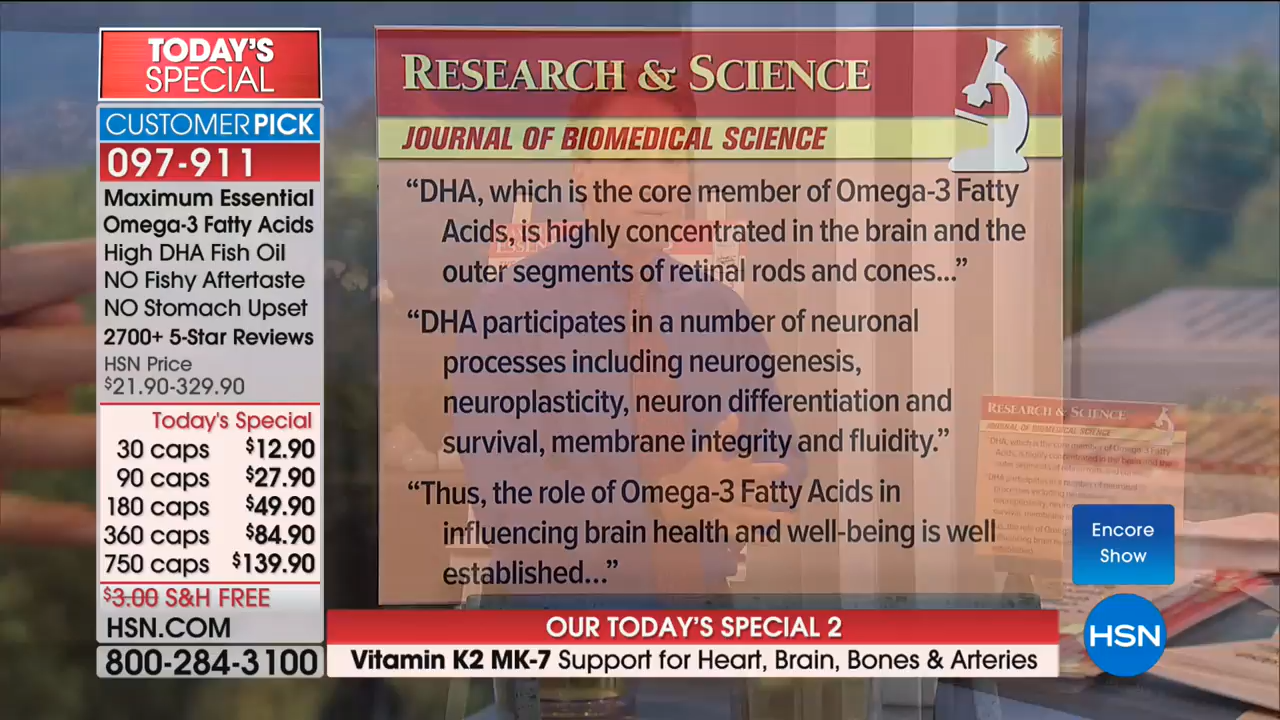 TODAY'S
SPECIAL
CUSTOMER PICK
097-911
Maximum Essential
Omega-3 Fatty Acids
High DHA Fish Oil
NO Fishy Aftertaste
NO Stomach Upset
2700+ 5-Star Reviews
HSN Price
$21.90-329.90
Today's Special
30 caps $12.90
90 caps $27.90
180 caps $49.90
360 caps $84.90
750 caps $139.90
$3.00 S&H FREE
HSN.COM
800-284-3100
RESEARCH & SCIENCE
JOURNAL OF BIOMEDICAL SCIENCE
“DHA, which is the core member of Omega-3 Fatty
Acids, is highly concentrated in the brain and the
outer segments of retinal rods and cones...”
“DHA participates in a number of neuronal
processes including neurogenesis,
neuroplasticity, neuron differentiation and
survival, membrane integrity and fluidity.”
“Thus, the role of Omega-3 Fatty Acids in
influencing brain health and well-being is well
established...”
RESEARCH & SCIENCE
JOURNAL OF BIOMEDICAL SCIENCE
Encore
Show
HSN
OUR TODAY'S SPECIAL 2
Vitamin K2 MK-7 Support for Heart, Brain, Bones & Arteries